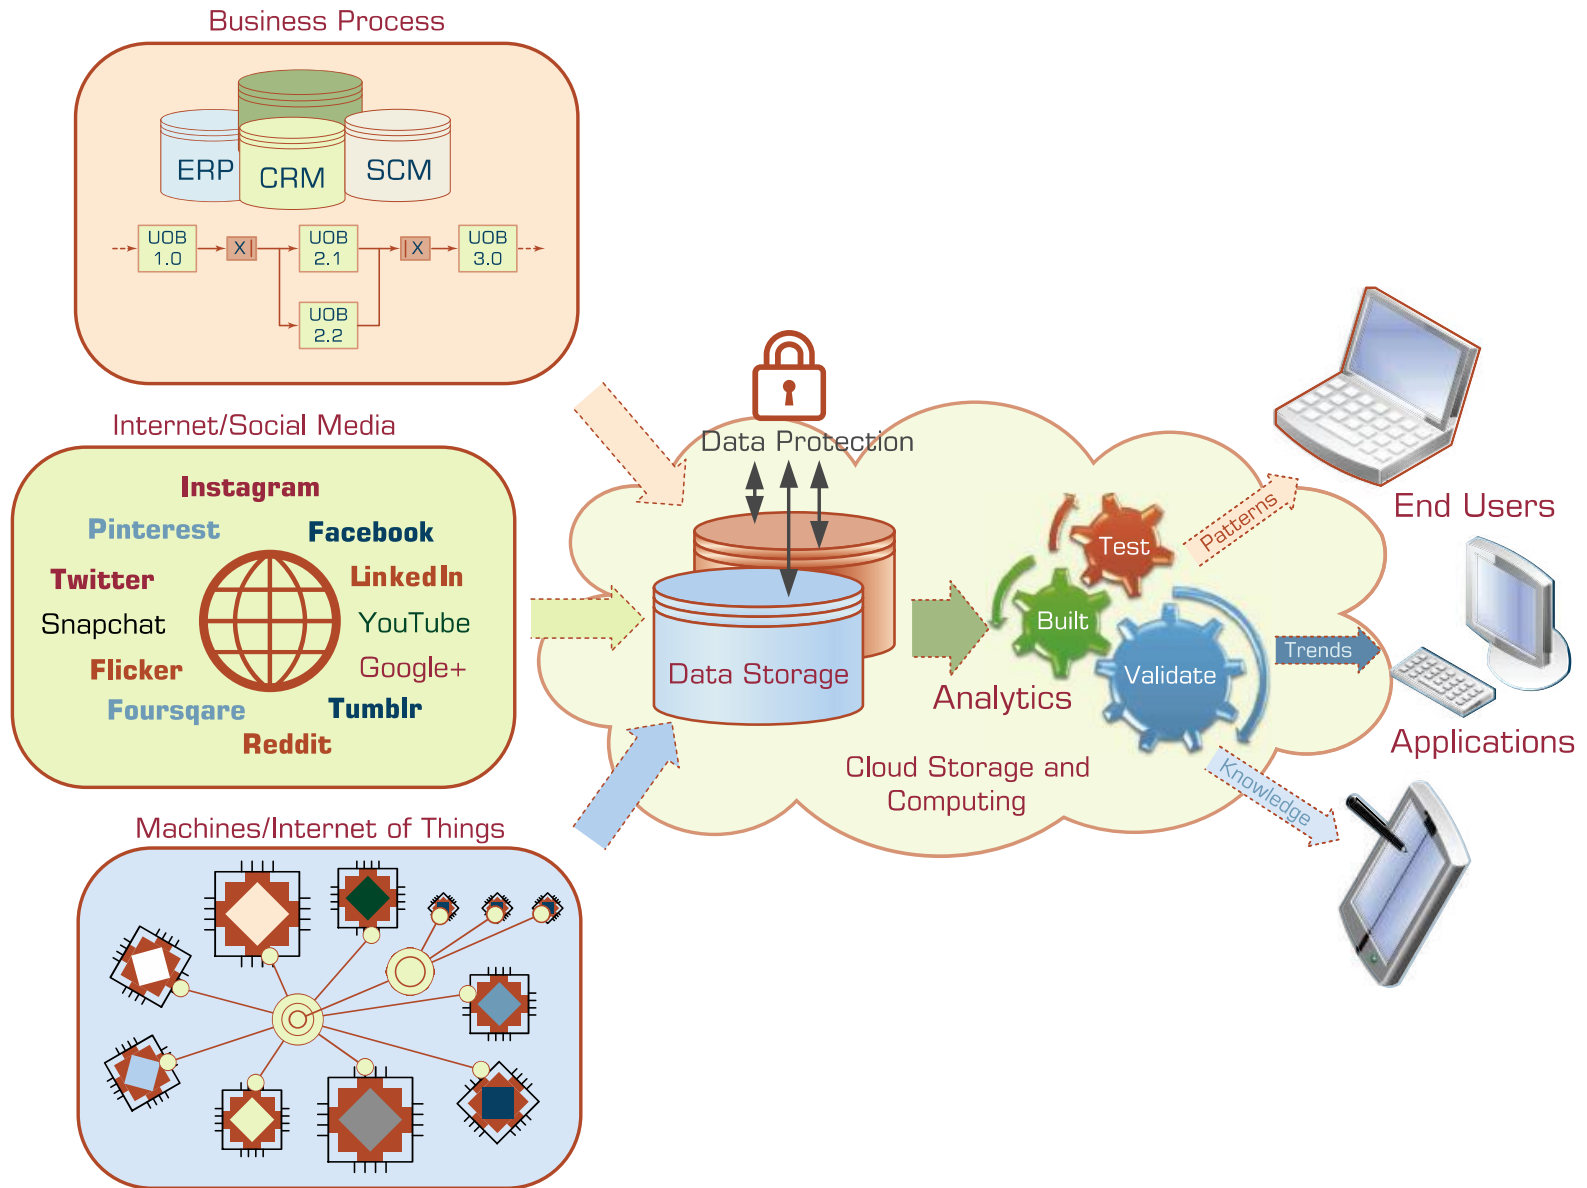 Business Process
ERP
CRM
SCM
UOB
1.0
X|
UOB
2.1
|X
UOB
3.0
UOB
2.2
Internet/Social Media
Instagram
Pinterest
Facebook
Twitter
LinkedIn
Snapchat
YouTube
Flicker
Google+
Foursqare
Tumblr
Reddit
Machines/Internet of Things
Data Protection
Data Storage
Analytics
Test
Built
Validate
Cloud Storage and
Computing
Patterns
Trends
Knowledge
End Users
Applications